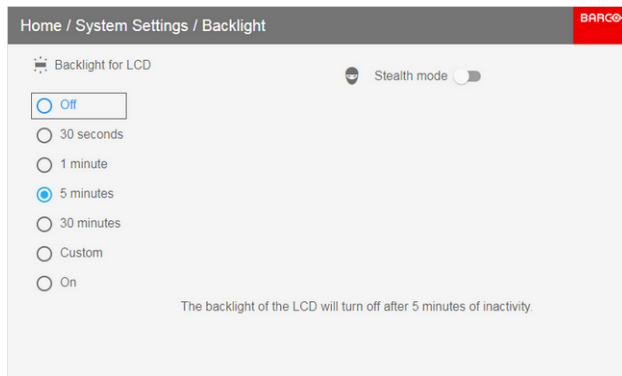 Home / System Settings / Backlight
BARCO
Backlight for LCD
Stealth mode
Off
30 seconds
1 minute
5 minutes
30 minutes
Custom
On
The backlight of the LCD will turn off after 5 minutes of inactivity.